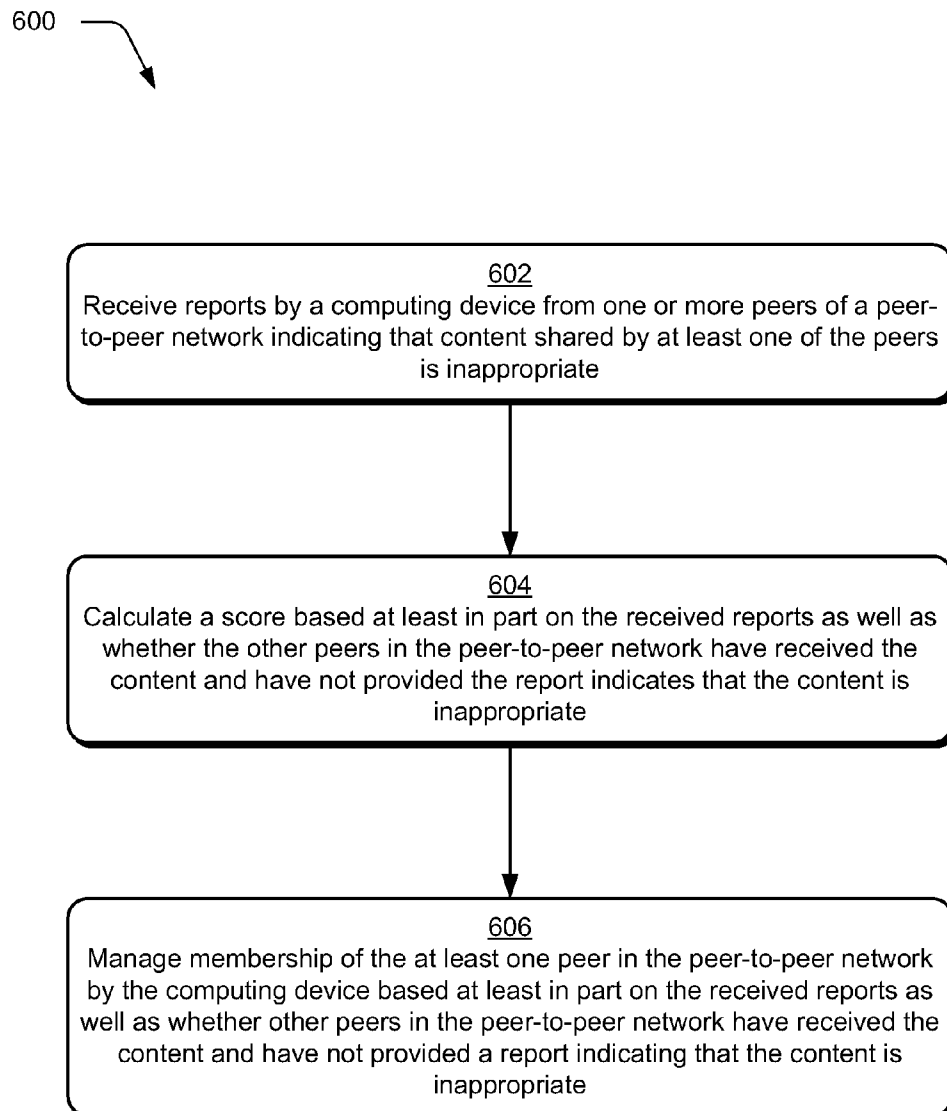 600
602
Receive reports by a computing device from one or more peers of a peer-
to-peer network indicating that content shared by at least one of the peers
is inappropriate
604
Calculate a score based at least in part on the received reports as well as
whether the other peers in the peer-to-peer network have received the
content and have not provided the report indicates that the content is
inappropriate
606
Manage membership of the at least one peer in the peer-to-peer network
by the computing device based at least in part on the received reports as
well as whether other peers in the peer-to-peer network have received the
content and have not provided a report indicating that the content is
inappropriate